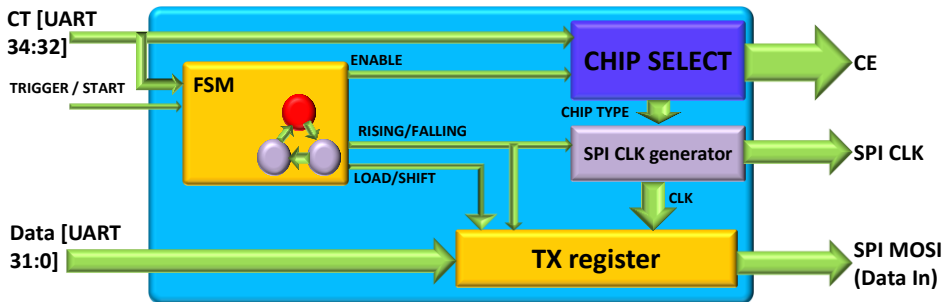 CT [UART
34:32]
TRIGGER / START
FSM
ENABLE
CHIP SELECT
CE
CHIP TYPE
RISING/FALLING
SPI CLK generator
SPI CLK
LOAD/SHIFT
CLK
Data [UART
31:0]
TX register
SPI MOSI
(Data In)